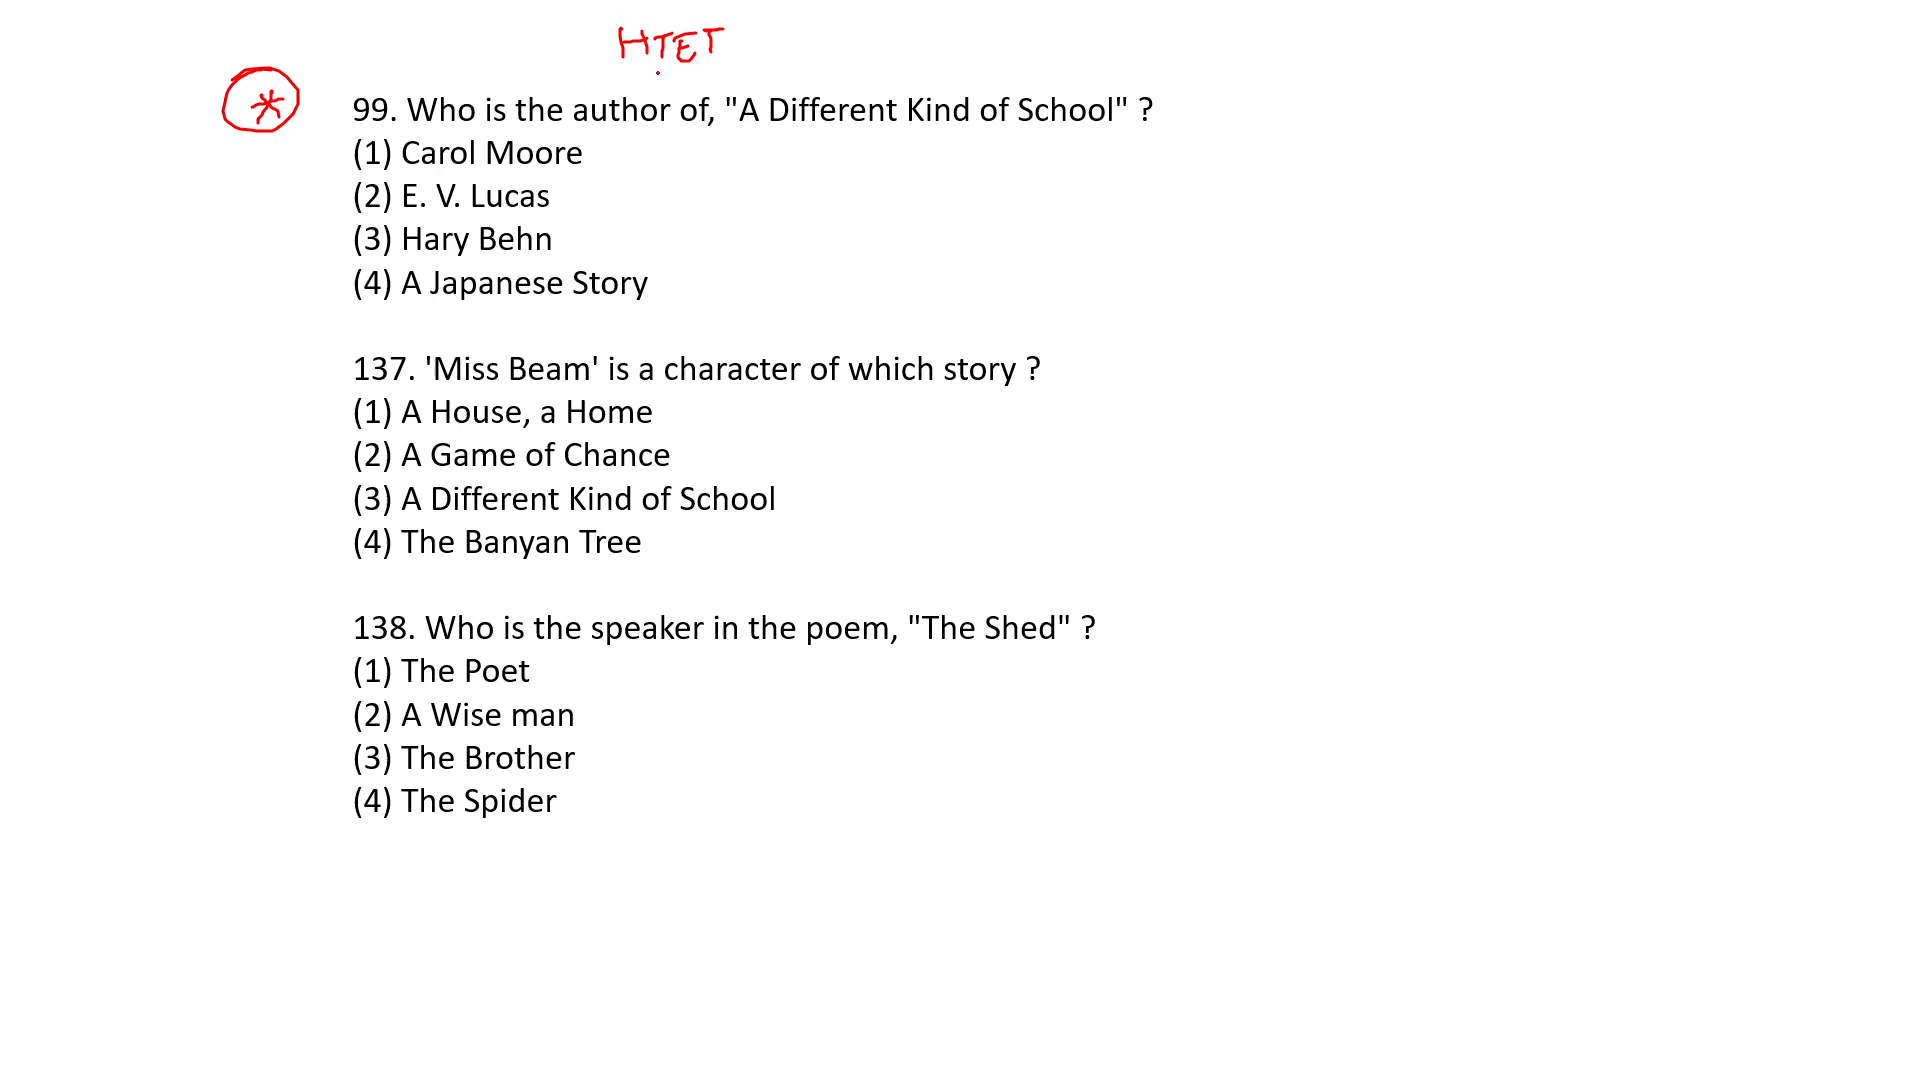 HTET
*
99. Who is the author of, "A Different Kind of School" ?
(1) Carol Moore
(2) E. V. Lucas
(3) Hary Behn
(4) A Japanese Story
137. 'Miss Beam' is a character of which story ?
(1) A House, a Home
(2) A Game of Chance
(3) A Different Kind of School
(4) The Banyan Tree
138. Who is the speaker in the poem, "The Shed" ?
(1) The Poet
(2) A Wise man
(3) The Brother
(4) The Spider